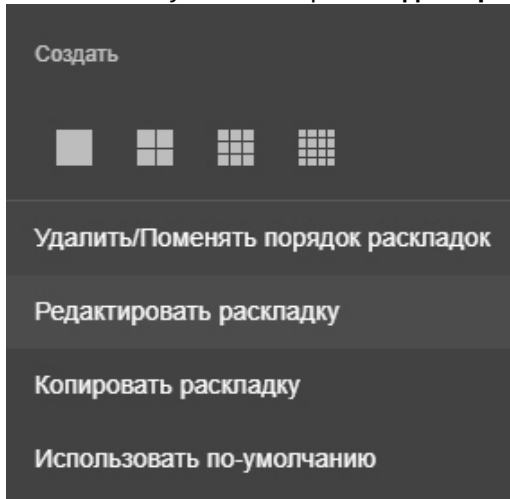 Создать
Удалить/Поменять порядок раскладок
Редактировать раскладку
Копировать раскладку
Использовать по-умолчанию